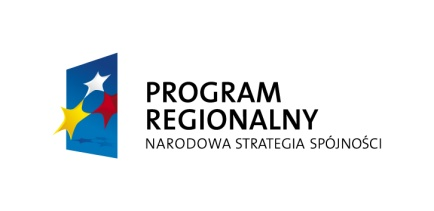 PROGRAM
REGIONALNY
NARODOWA STRATEGIA SPÓJNOŚCI